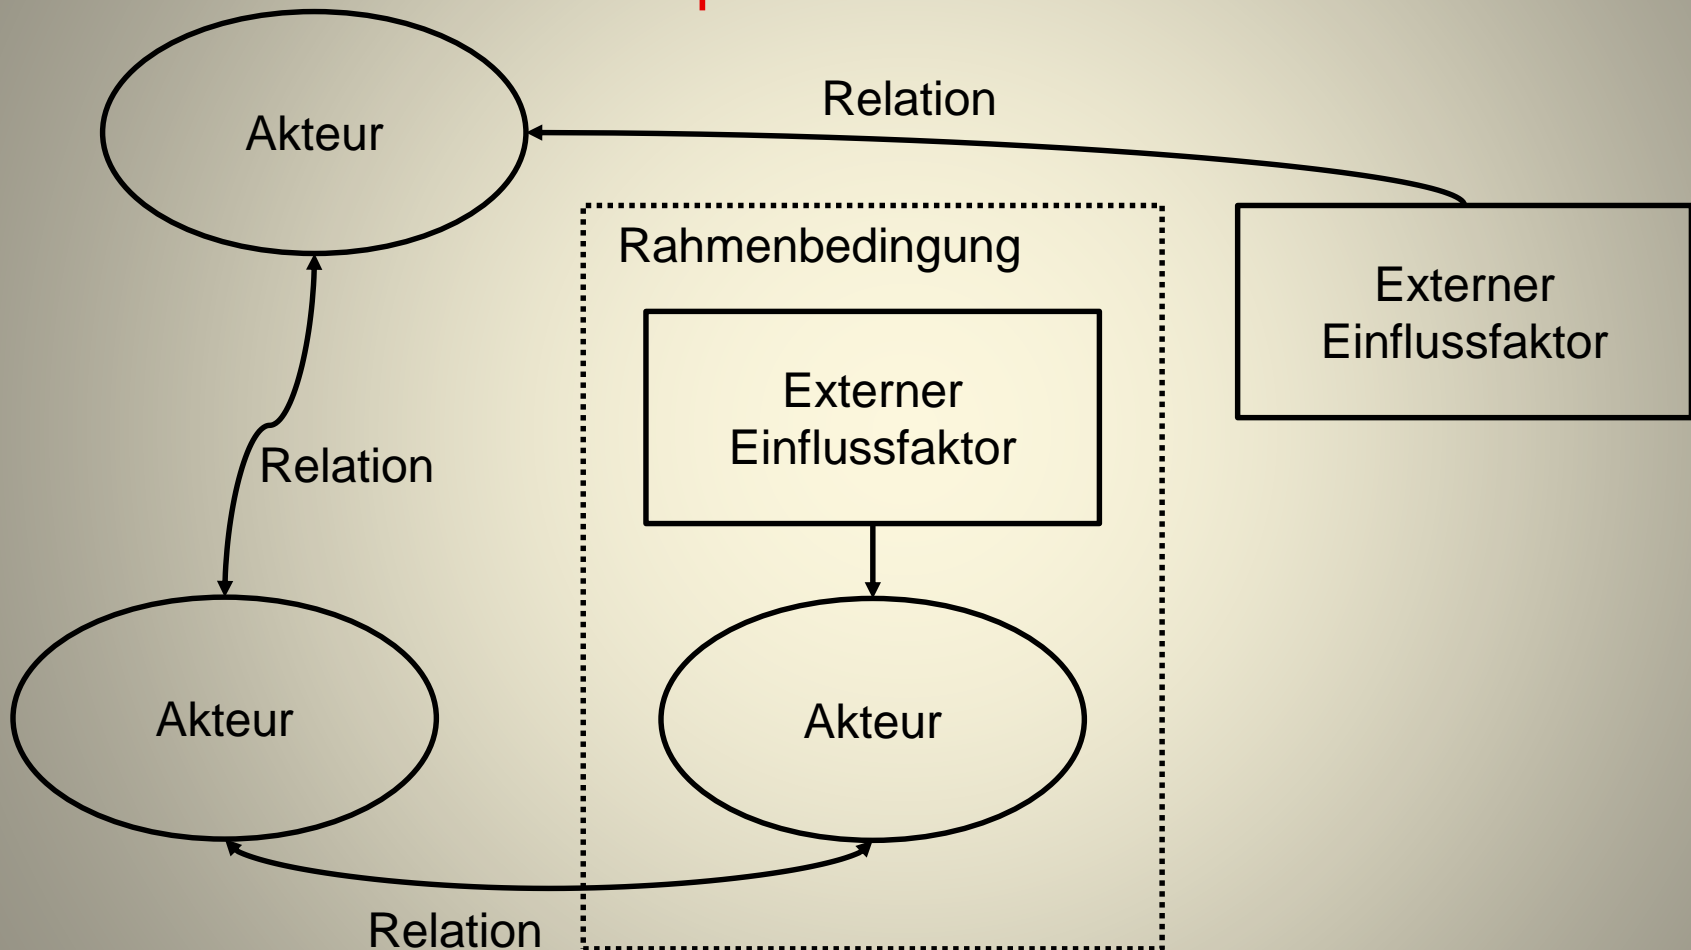 Relation
Akteur
Rahmenbedingung
Externer
Einflussfaktor
Externer
Einflussfaktor
Relation
Akteur
Akteur
Relation